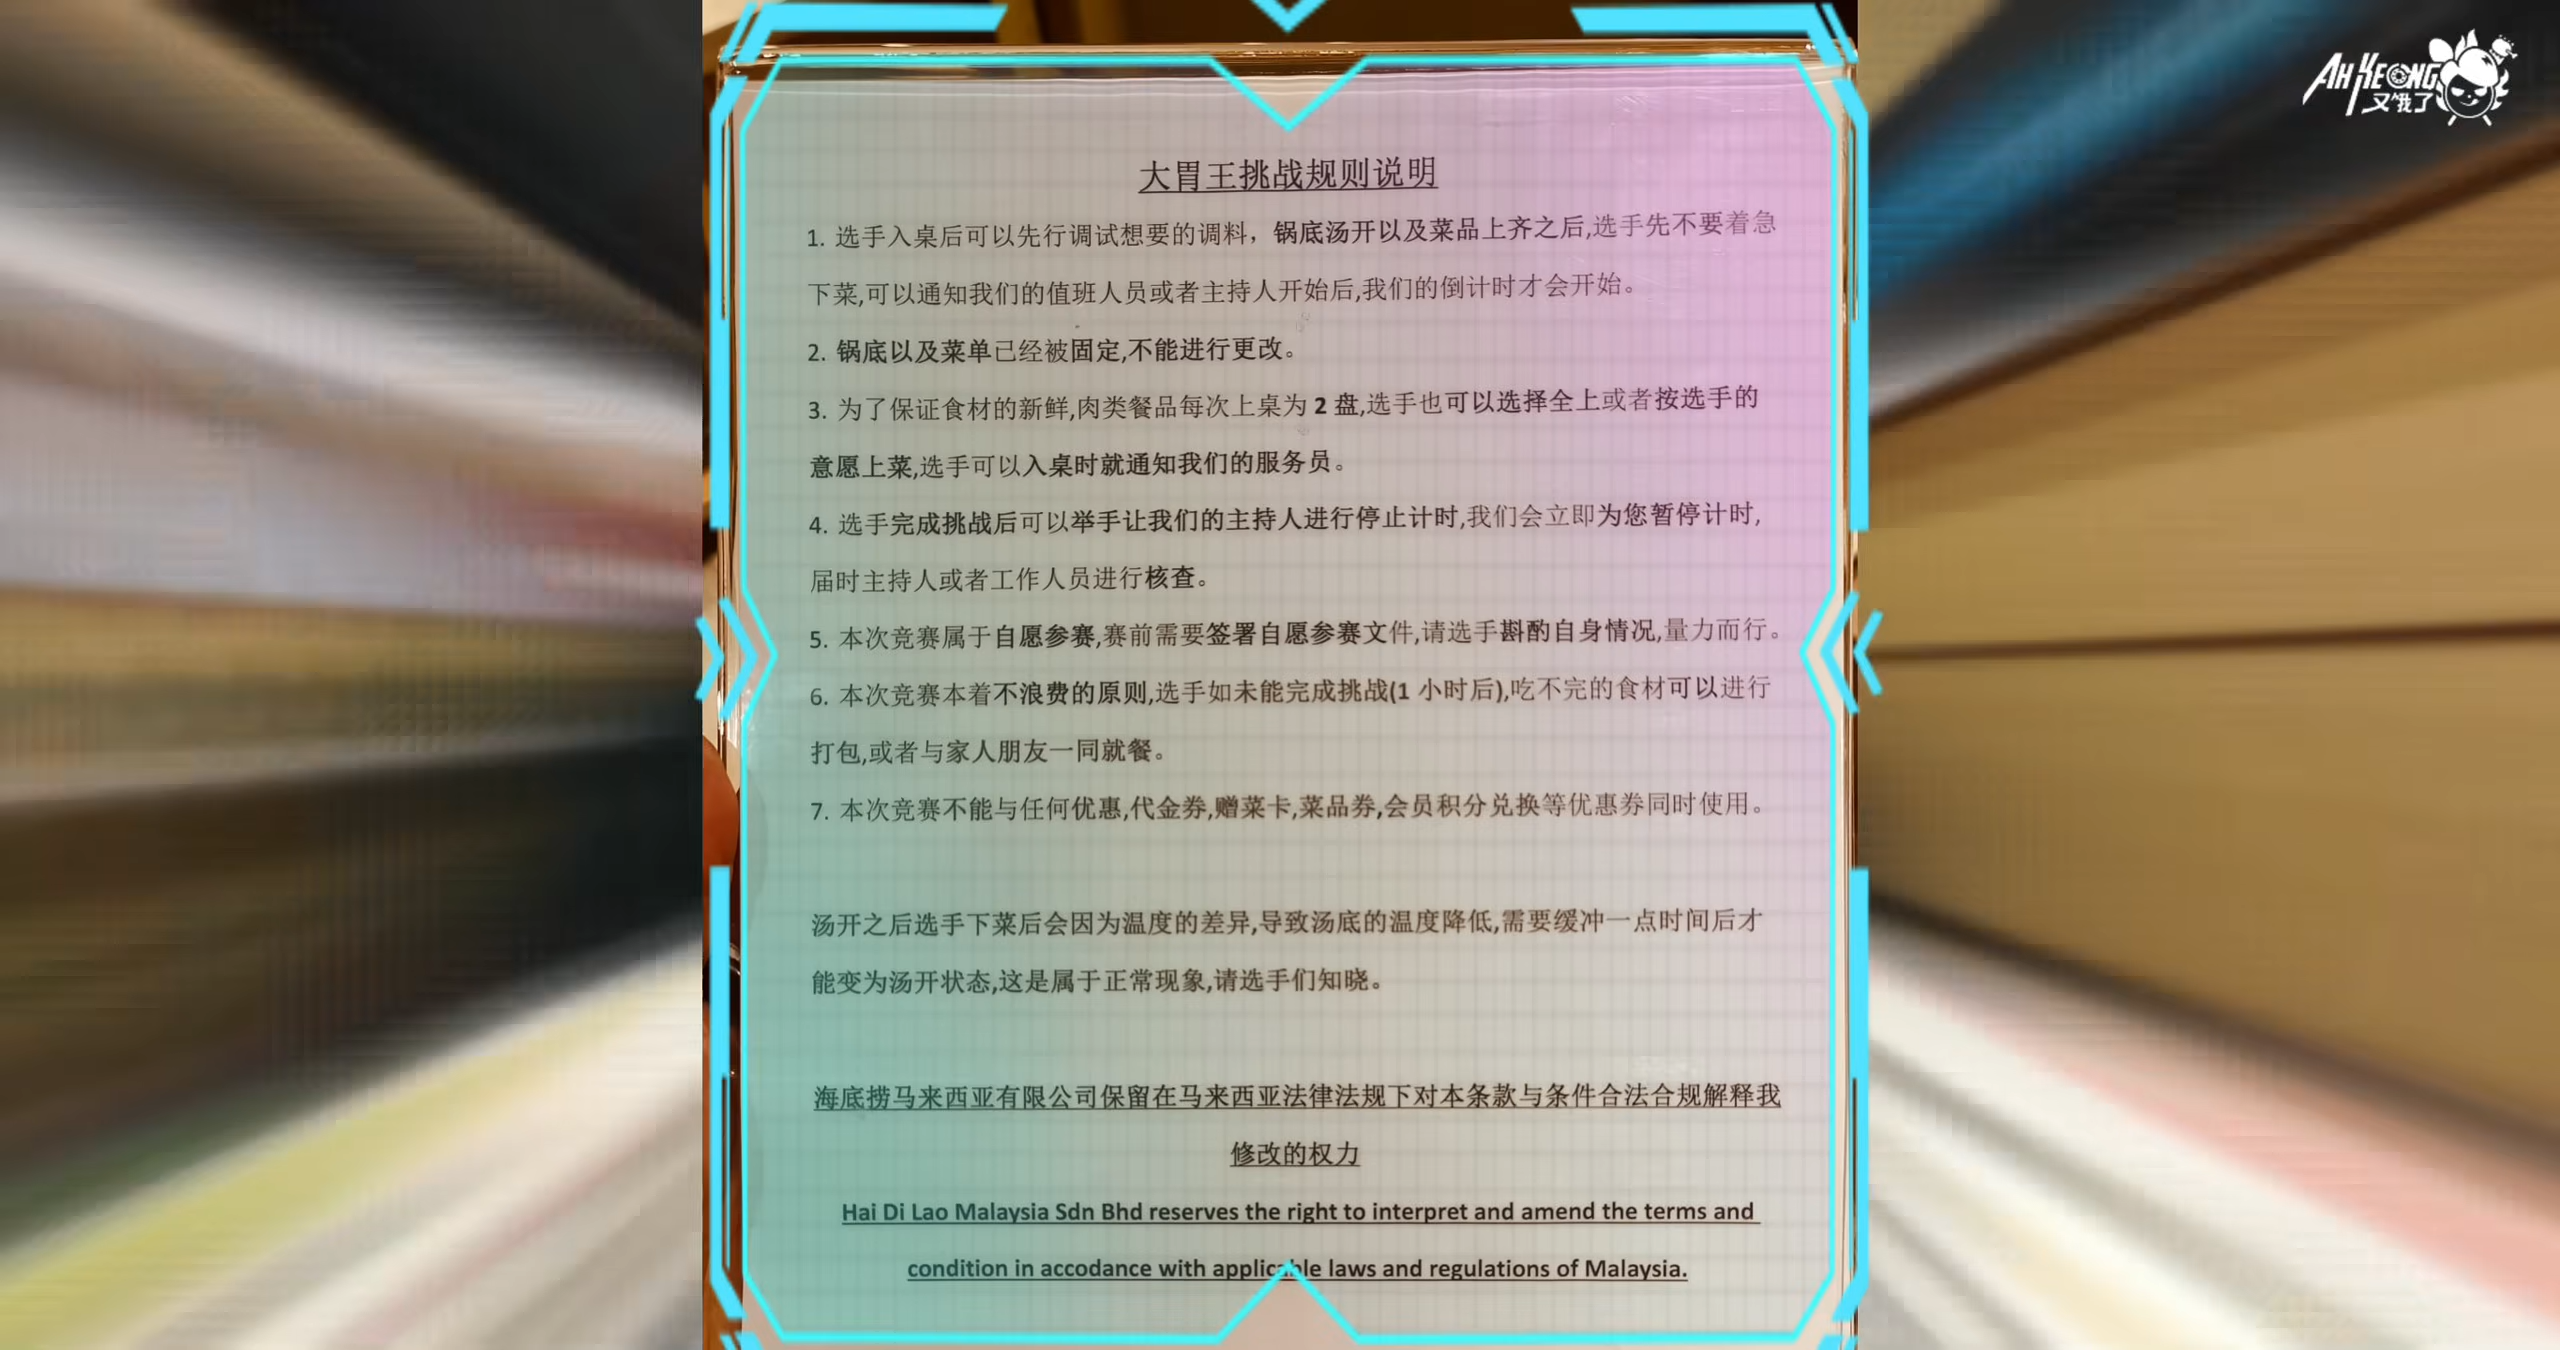 AH KEONG
又饿了
大胃王挑战规则说明
1. 选手入桌后可以先行调试想要的调料，锅底汤开以及菜品上齐之后,选手先不要着急
下菜,可以通知我们的值班人员或者主持人开始后,我们的倒计时才会开始。
2. 锅底以及菜单已经被固定,不能进行更改。
3. 为了保证食材的新鲜,肉类餐品每次上桌为 2 盘,选手也可以选择全上或者按选手的
意愿上菜,选手可以入桌时就通知我们的服务员。
4. 选手完成挑战后可以举手让我们的主持人进行停止计时,我们会立即为您暂停计时,
届时主持人或者工作人员进行核查。
5. 本次竞赛属于自愿参赛,赛前需要签署自愿参赛文件,请选手斟酌自身情况,量力而行。
6. 本次竞赛本着不浪费的原则,选手如未能完成挑战(1 小时后),吃不完的食材可以进行
打包,或者与家人朋友一同就餐。
7. 本次竞赛不能与任何优惠,代金券,赠菜卡,菜品券,会员积分兑换等优惠券同时使用。
汤开之后选手下菜后会因为温度的差异,导致汤底的温度降低,需要缓冲一点时间后才
能变为汤开状态,这是属于正常现象,请选手们知晓。
海底捞马来西亚有限公司保留在马来西亚法律法规下对本条款与条件合法合规解释我
修改的权力
Hai Di Lao Malaysia Sdn Bhd reserves the right to interpret and amend the terms and
condition in accodance with applicable laws and regulations of Malaysia.